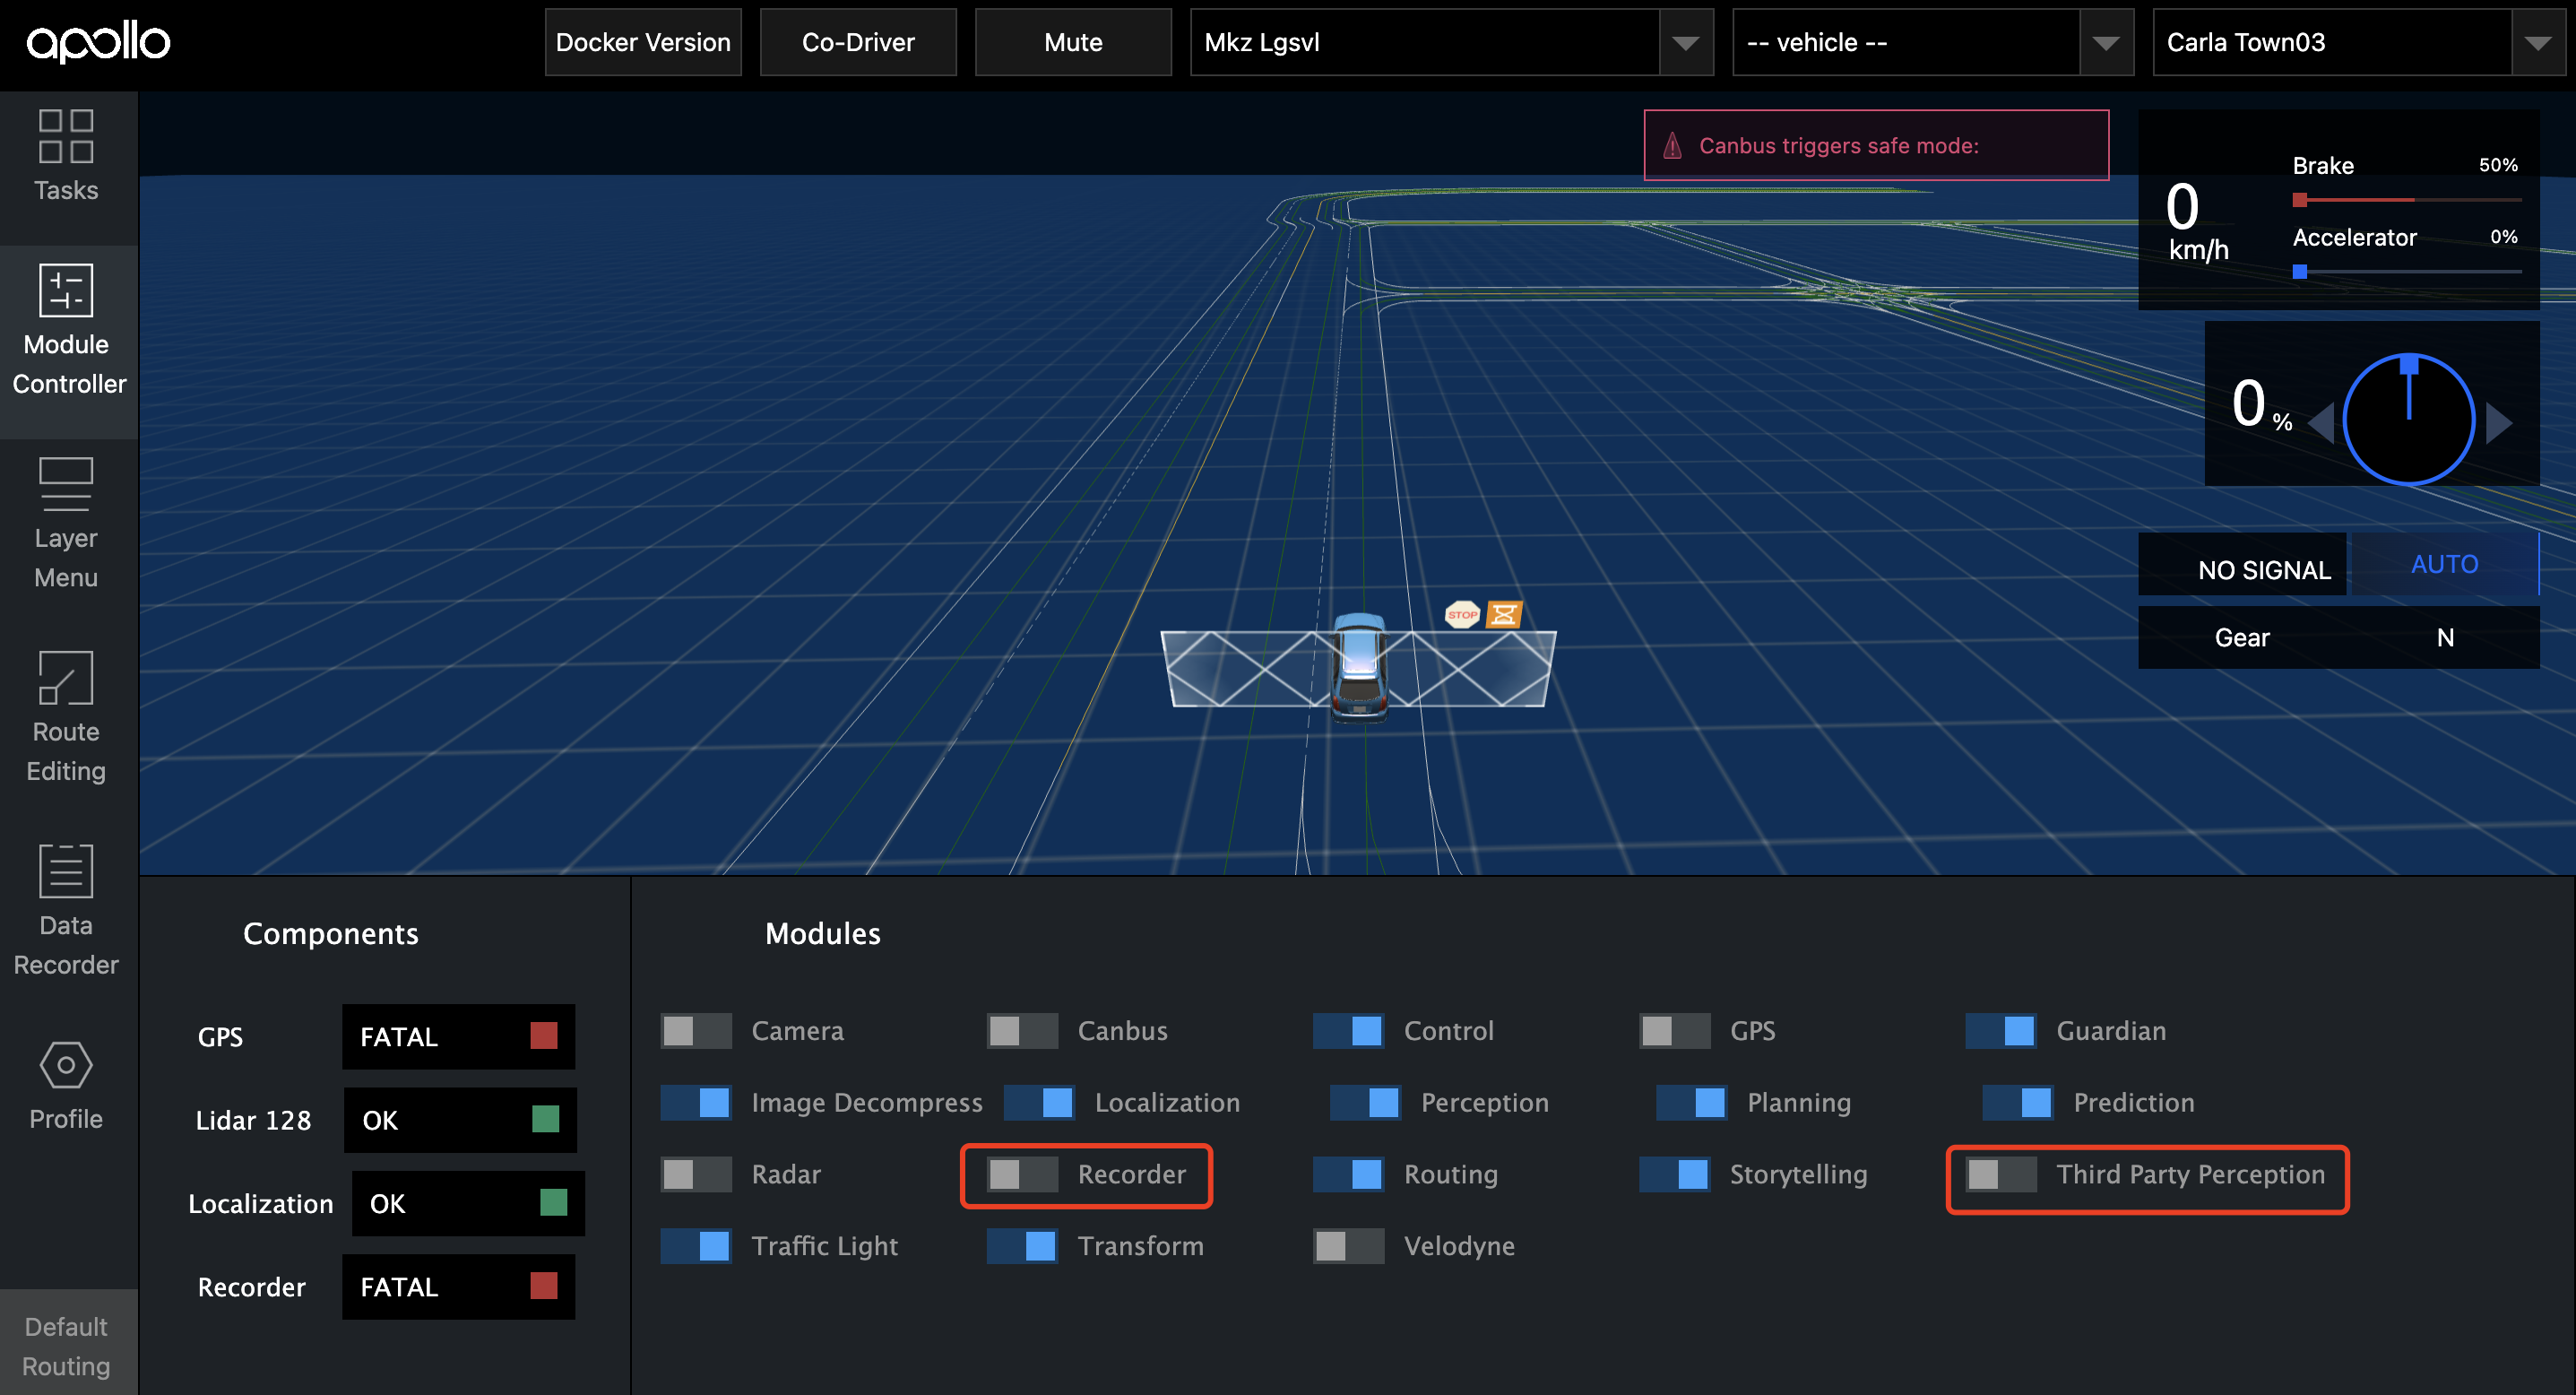 apollo
Docker Version
Co-Driver
Mute
Mkz Lgsvl
-- vehicle --
Carla Town03
Tasks
Module
Controller
Layer
Menu
Route
Editing
Data
Recorder
Profile
Default
Routing
Canbus triggers safe mode:
0
km/h
Brake
50%
Accelerator
0%
0 %
NO SIGNAL
AUTO
Gear
N
STOP
Components
GPS
FATAL
Lidar 128
OK
Localization
OK
Recorder
FATAL
Modules
Camera
Canbus
Control
GPS
Guardian
Image Decompress
Localization
Perception
Planning
Prediction
Radar
Recorder
Routing
Storytelling
Third Party Perception
Traffic Light
Transform
Velodyne